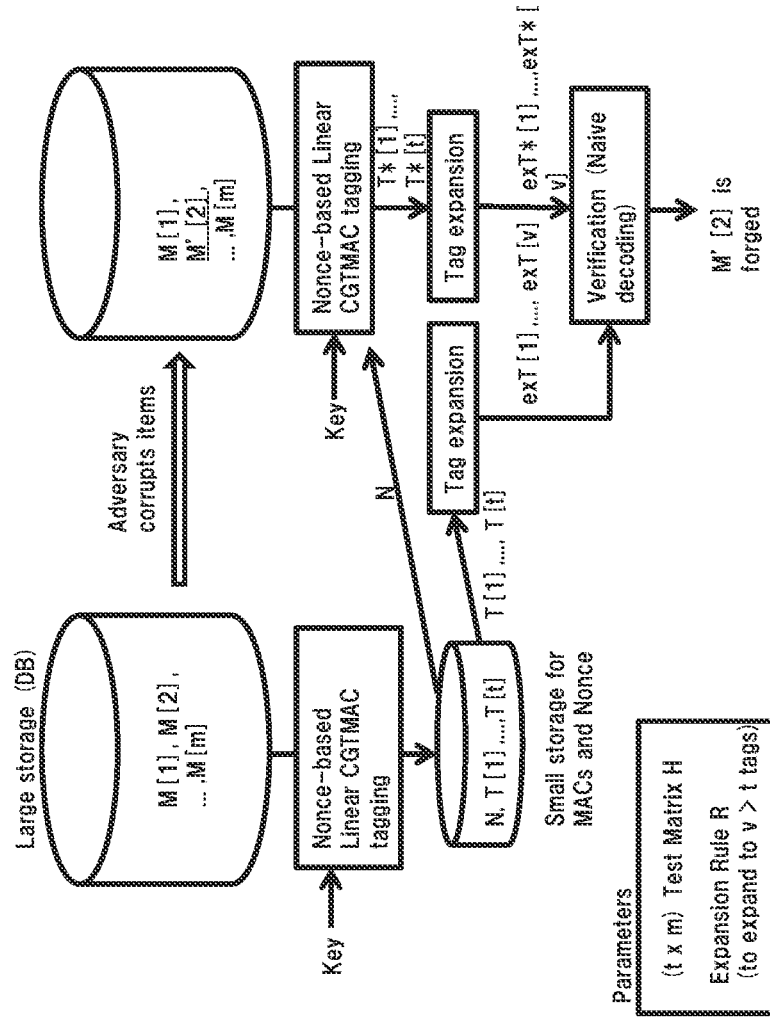 Large storage (DB)
M[1], M[2],
... ,M[m]
Adversary
corrupts items
M[1],
M'[2],
... ,M[m]
Key
Nonce-based
Linear CGTMAC
tagging
Key
Nonce-based Linear
CGTMAC tagging
N
T*[1],....,
T*[t]
N, T[1],....,T[t]
T[1],...., T[t]
Tag expansion
Tag expansion
Small storage for
MACs and Nonce
exT[1],...., exT[v]
exT*[1],....,exT*[
v]
Verification (Naive
decoding)
M'[2] is
forged
Parameters
(t x m) Test Matrix H
Expansion Rule R
(to expand to v > t tags)